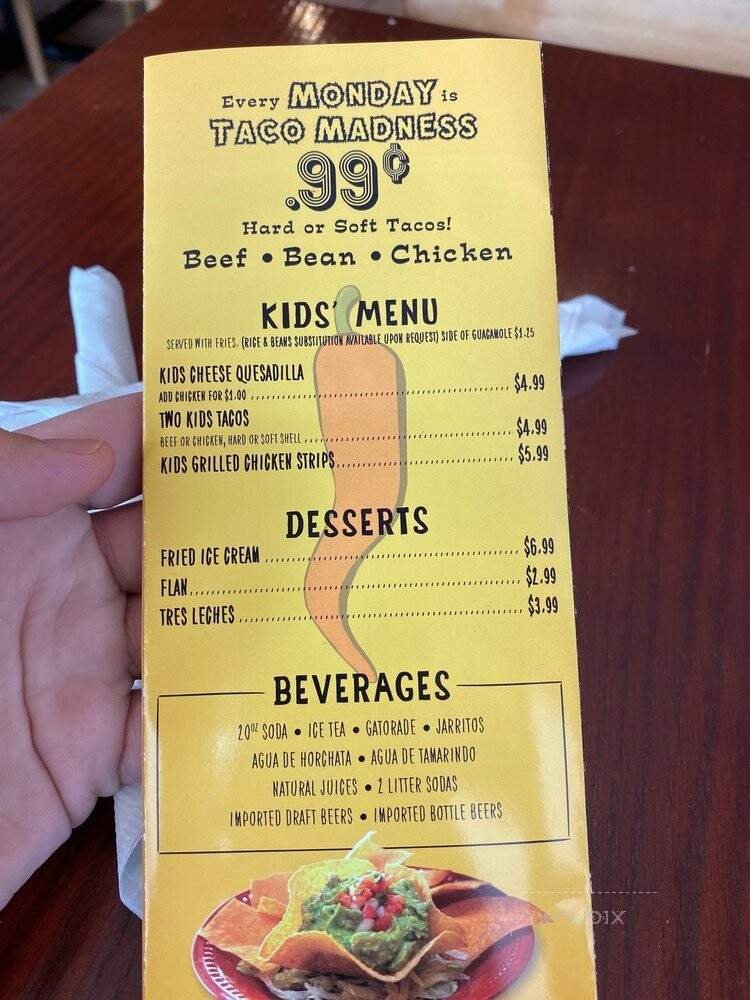 Every MONDAY is
TACO MADNESS
.99¢
Hard or Soft Tacos!
Beef • Bean • Chicken
KIDS' MENU
SERVED WITH FRIES. (RICE & BEANS SUBSTITUTION AVAILABLE UPON REQUEST) SIDE OF GUACAMOLE $1.25
KIDS CHEESE QUESADILLA
ADD CHICKEN FOR $1.00 ........ $4.99
TWO KIDS TACOS
BEEF OR CHICKEN, HARD OR SOFT SHELL ........ $4.99
KIDS GRILLED CHICKEN STRIPS ........ $5.99
DESSERTS
FRIED ICE CREAM ........ $6.99
FLAN ........ $2.99
TRES LECHES ........ $3.99
BEVERAGES
20OZ SODA • ICE TEA • GATORADE • JARRITOS
AGUA DE HORCHATA • AGUA DE TAMARINDO
NATURAL JUICES • 2 LITTER SODAS
IMPORTED DRAFT BEERS • IMPORTED BOTTLE BEERS